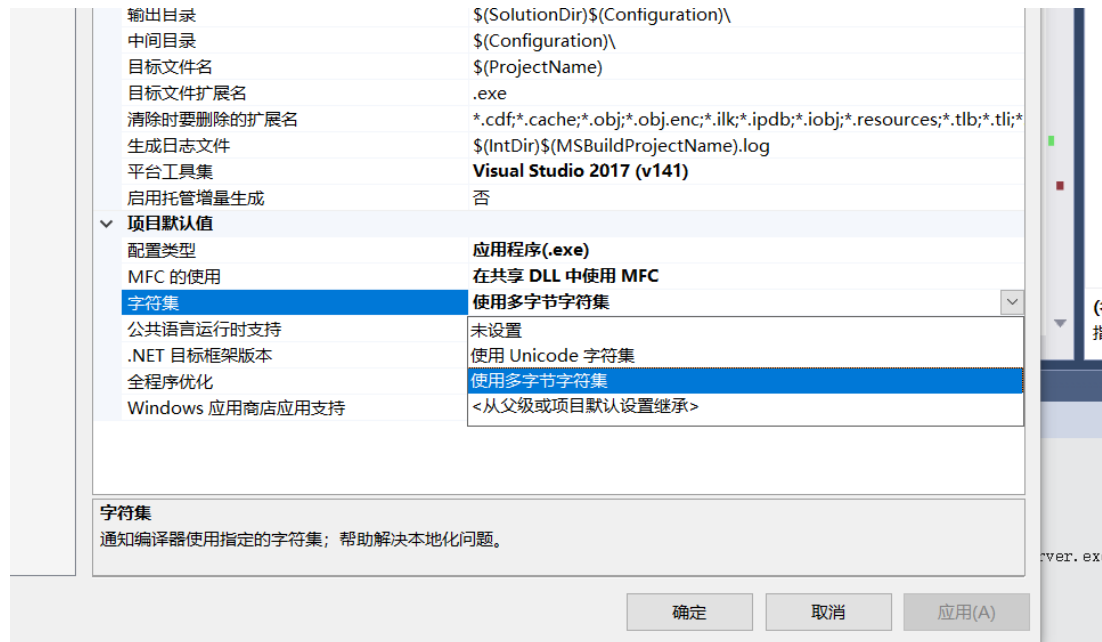 输出目录 $(SolutionDir)$(Configuration)\
中间目录 $(Configuration)\
目标文件名 $(ProjectName)
目标文件扩展名 .exe
清除时要删除的扩展名 *.cdf;*.cache;*.obj;*.obj.enc;*.ilk;*.ipdb;*.iobj;*.resources;*.tlb;*.tli;*
生成日志文件 $(IntDir)$(MSBuildProjectName).log
平台工具集 Visual Studio 2017 (v141)
启用托管增量生成 否
项目默认值
配置类型 应用程序(.exe)
MFC 的使用 在共享 DLL 中使用 MFC
字符集 使用多字节字符集
公共语言运行时支持 未设置
.NET 目标框架版本 使用 Unicode 字符集
全程序优化 使用多字节字符集
Windows 应用商店应用支持 <从父级或项目默认设置继承>
字符集
通知编译器使用指定的字符集；帮助解决本地化问题。
rver.ex
确定 取消 应用(A)